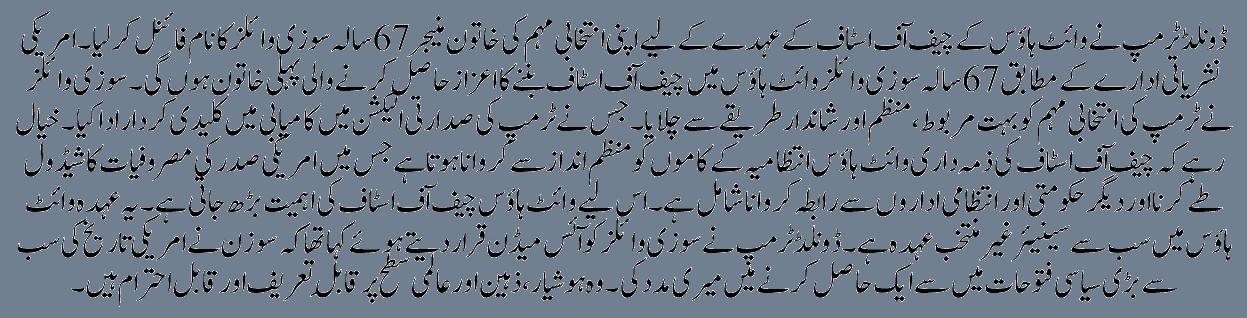 ڈونلڈ ٹرمپ نے وائٹ ہاؤس کے چیف آف اسٹاف کے عہدے کے لیے اپنی انتخابی مہم کی خاتون منیجر 67 سالہ سوزی وائلز کا نام فائنل کر لیا۔ امریکی
نشریاتی ادارے کے مطابق 67 سالہ سوزی وائلز وائٹ ہاؤس میں چیف آف اسٹاف بننے کا اعزاز حاصل کرنے والی پہلی خاتون ہوں گی۔ سوزی وائلز
نے ٹرمپ کی انتخابی مہم کو بہت مربوط، منظم اور شاندار طریقے سے چلایا۔ جس نے ٹرمپ کی صدارتی الیکشن میں کامیابی میں کلیدی کردار ادا کیا۔ خیال
رہے کہ چیف آف اسٹاف کی ذمہ داری وائٹ ہاؤس انتظامیہ کے کاموں کو منظم انداز سے کروانا ہوتا ہے جس میں امریکی صدر کی مصروفیات کا شیڈول
طے کرنا اور دیگر حکومتی اور انتظامی اداروں سے رابطہ کروانا شامل ہے۔ اس لیے وائٹ ہاؤس چیف آف اسٹاف کی اہمیت بڑھ جاتی ہے۔ یہ عہدہ وائٹ
ہاؤس میں سب سے سینیئر غیر منتخب عہدہ ہے۔ ڈونلڈ ٹرمپ نے سوزی وائلز کو آئس میڈن قرار دیتے ہوئے کہا تھا کہ سوزن نے امریکی تاریخ کی سب
سے بڑی سیاسی فتوحات میں سے ایک حاصل کرنے میں میری مدد کی۔ وہ ہوشیار، ذہین اور عالمی سطح پر قابل تعریف اور قابل احترام ہیں۔